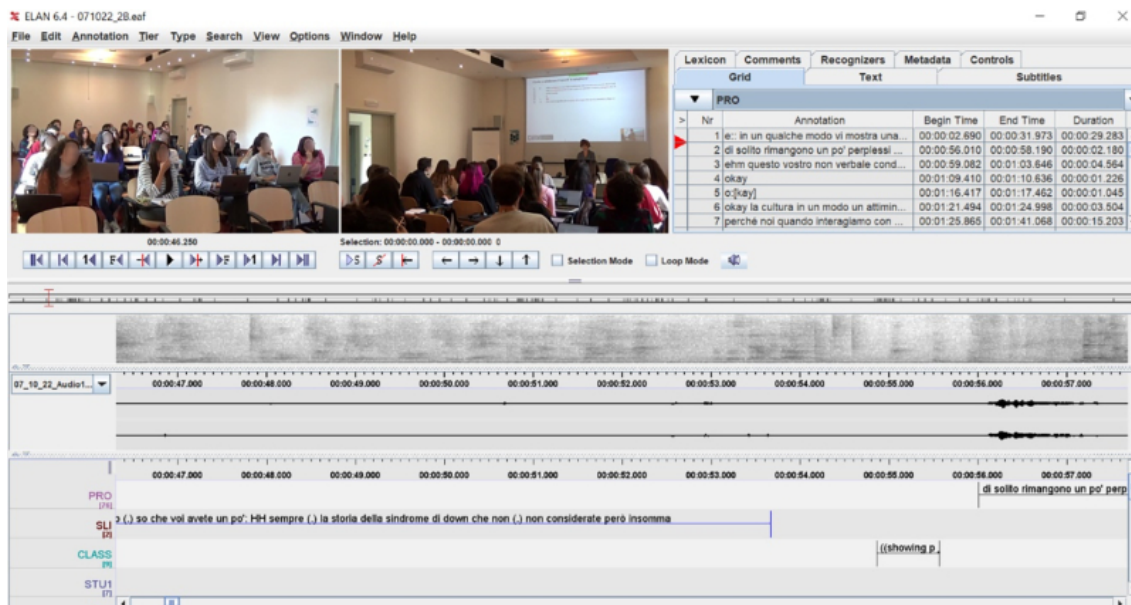 ELAN 6.4 - 071022_2B.eaf
File Edit Annotation Tier Type Search View Options Window Help
Lexicon Comments Recognizers Metadata Controls
Grid Text Subtitles
PRO
> Nr Annotation Begin Time End Time Duration
1 e:: in un qualche modo vi mostra una... 00:00:02.690 00:00:31.973 00:00:29.283
2 di solito rimangono un po' perplessi ... 00:00:56.010 00:00:58.190 00:00:02.180
3 ehm questo vostro non verbale cond... 00:00:59.082 00:01:03.646 00:00:04.564
4 okay 00:01:09.410 00:01:10.636 00:00:01.226
5 o:[kay] 00:01:16.417 00:01:17.462 00:00:01.045
6 okay la cultura in un modo un attimin... 00:01:21.494 00:01:24.998 00:00:03.504
7 perché noi quando interagiamo con ... 00:01:25.865 00:01:41.068 00:00:15.203
00:00:46.250 Selection: 00:00:00.000 - 00:00:00.000 0
Selection Mode Loop Mode
07_10_22_Audio1...
00:00:47.000 00:00:48.000 00:00:49.000 00:00:50.000 00:00:51.000 00:00:52.000 00:00:53.000 00:00:54.000 00:00:55.000 00:00:56.000 00:00:57.000
00:00:47.000 00:00:48.000 00:00:49.000 00:00:50.000 00:00:51.000 00:00:52.000 00:00:53.000 00:00:54.000 00:00:55.000 00:00:56.000 00:00:57.000
PRO di solito rimangono un po' perp
SLI
[2]
o (.) so che voi avete un po': HH sempre (.) la storia della sindrome di down che non (.) non considerate però insomma
CLASS ((showing p
STU1
[7]